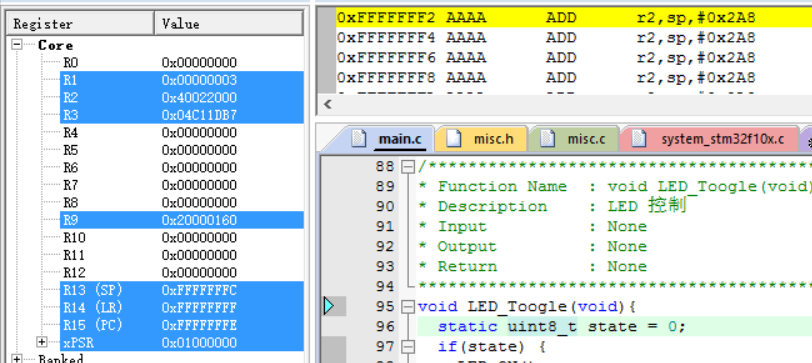 Register Value
Core
R0 0x00000000
R1 0x00000003
R2 0x40022000
R3 0x04C11DB7
R4 0x00000000
R5 0x00000000
R6 0x00000000
R7 0x00000000
R8 0x00000000
R9 0x20000160
R10 0x00000000
R11 0x00000000
R12 0x00000000
R13 (SP) 0xFFFFFFFC
R14 (LR) 0xFFFFFFFF
R15 (PC) 0xFFFFFFFE
xPSR 0x01000000
Banked
0xFFFFFFF2 AAAA ADD r2,sp,#0x2A8
0xFFFFFFF4 AAAA ADD r2,sp,#0x2A8
0xFFFFFFF6 AAAA ADD r2,sp,#0x2A8
0xFFFFFFF8 AAAA ADD r2,sp,#0x2A8
main.c misc.h misc.c system_stm32f10x.c
88 /*******************************************
89 * Function Name : void LED_Toogle(void)
90 * Description : LED 控制
91 * Input : None
92 * Output : None
93 * Return : None
94 *******************************************
95 void LED_Toogle(void){
96 static uint8_t state = 0;
97 if(state) {